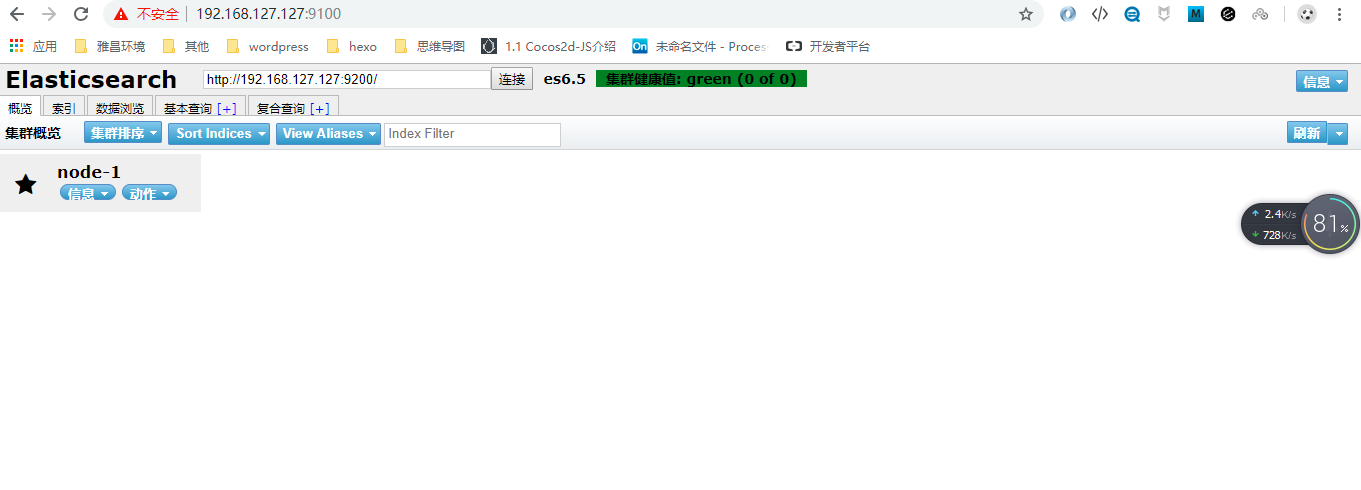 不安全 192.168.127.127:9100
应用 雅昌环境 其他 wordpress hexo 思维导图 1.1 Cocos2d-JS介绍 On 未命名文件 - Proces 开发者平台
Elasticsearch http://192.168.127.127:9200/ 连接 es6.5 集群健康值: green (0 of 0) 信息
概览 索引 数据浏览 基本查询 [+] 复合查询 [+]
集群概览 集群排序 Sort Indices View Aliases Index Filter 刷新
node-1
信息 动作
2.4K/s
728K/s
81%